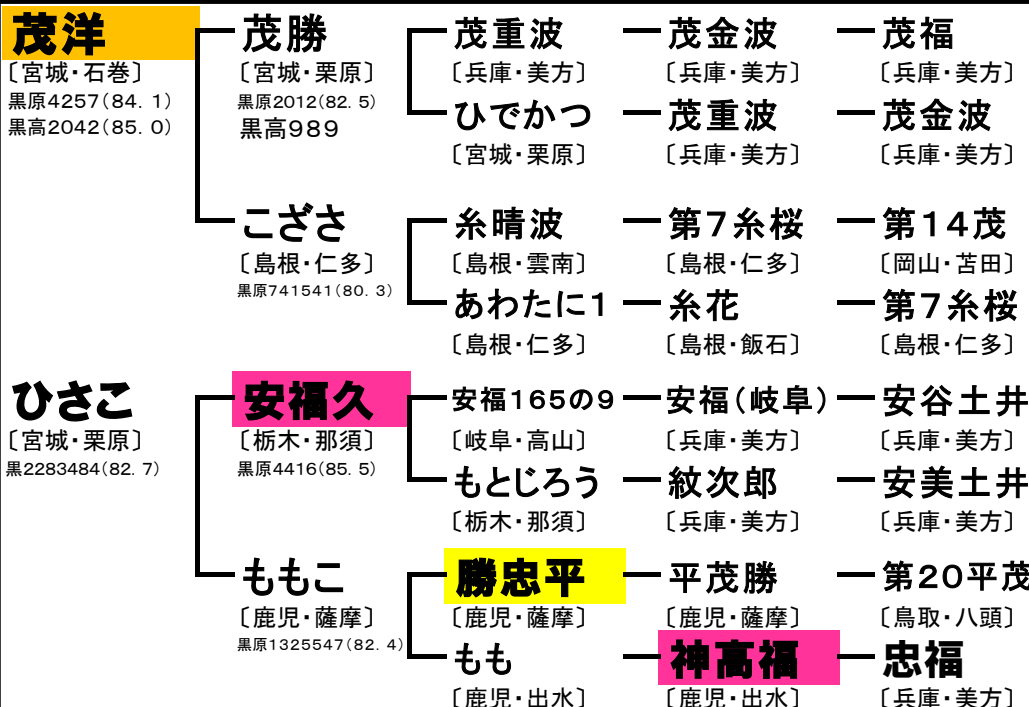 茂洋
〔宮城・石巻〕
黒原4257(84.1)
黒高2042(85.0)
茂勝
〔宮城・栗原〕
黒原2012(82.5)
黒高989
茂重波
〔兵庫・美方〕
茂金波
〔兵庫・美方〕
茂福
〔兵庫・美方〕
ひでかつ
〔宮城・栗原〕
茂重波
〔兵庫・美方〕
茂金波
〔兵庫・美方〕
こざさ
〔島根・仁多〕
黒原741541(80.3)
糸晴波
〔島根・雲南〕
第7糸桜
〔島根・仁多〕
第14茂
〔岡山・苫田〕
あわたに1
〔島根・仁多〕
糸花
〔島根・飯石〕
第7糸桜
〔島根・仁多〕
ひさこ
〔宮城・栗原〕
黒2283484(82.7)
安福久
〔栃木・那須〕
黒原4416(85.5)
安福165の9
〔岐阜・高山〕
安福(岐阜)
〔兵庫・美方〕
安谷土井
〔兵庫・美方〕
もとじろう
〔栃木・那須〕
紋次郎
〔兵庫・美方〕
安美土井
〔兵庫・美方〕
ももこ
〔鹿児・薩摩〕
黒原1325547(82.4)
勝忠平
〔鹿児・薩摩〕
平茂勝
〔鹿児・薩摩〕
第20平茂
〔鳥取・八頭〕
もも
〔鹿児・出水〕
神高福
〔鹿児・出水〕
忠福
〔兵庫・美方〕